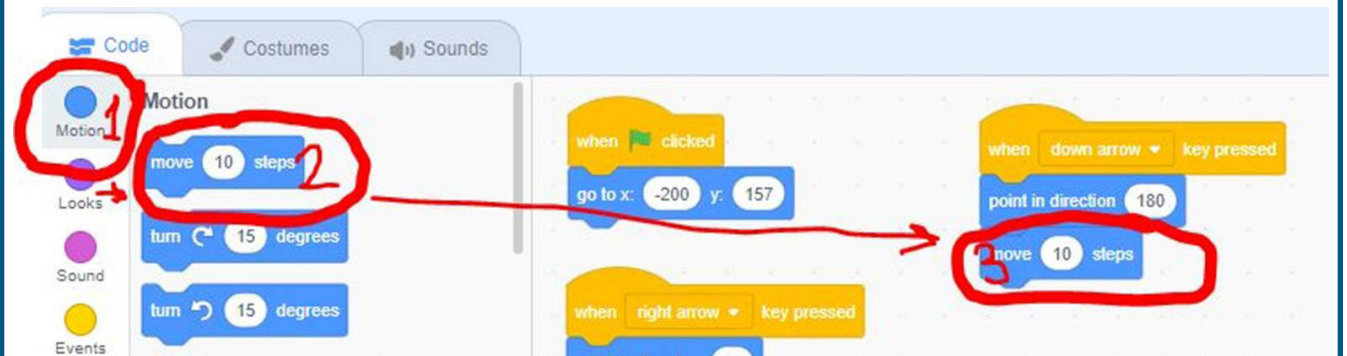 Code
Costumes
Sounds
Motion
1
Looks
Sound
Events
Motion
move 10 steps
2
turn 15 degrees
turn 15 degrees
when clicked
go to x: -200 y: 157
when right arrow key pressed
when down arrow key pressed
point in direction 180
move 10 steps
3